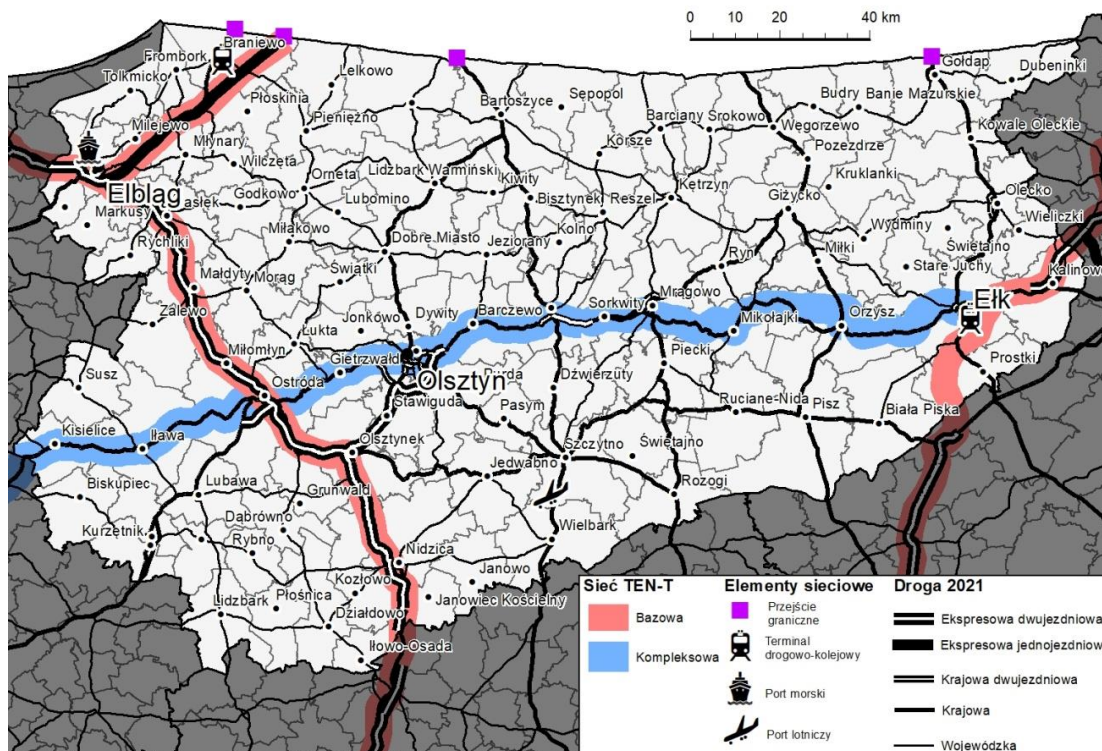 0 10 20 40 km
Braniewo
Frombork
Tolkmicko
Lelkowo
Płoskinia
Milejewo
Pieniężno
Młynary
Wilczęta
Elbląg
Markusy
Pasłęk
Godkowo
Orneta
Lubomino
Rychliki
Miłakowo
Małdyty
Morąg
Świątki
Zalewo
Łukta
Jonkowo
Dywity
Miłomłyn
Gietrzwałd
Susz
Ostróda
Olsztyn
Purda
Stawiguda
Kisielice
Iława
Olsztynek
Pasym
Biskupiec
Lubawa
Grunwald
Jedwabno
Kurzętnik
Dąbrówno
Rybno
Nidzica
Kozłowo
Janowo
Lidzbark
Płośnica
Działdowo
Janowiec Kościelny
Iłowo-Osada
Bartoszyce
Sępopol
Lidzbark Warmiński
Kiwity
Bisztynek
Reszel
Korsze
Kętrzyn
Barciany
Srokowo
Dobre Miasto
Jeziorany
Kolno
Barczewo
Sorkwity
Mrągowo
Mikołajki
Dźwierzuty
Piecki
Szczytno
Świętajno
Rozogi
Wielbark
Ruciane-Nida
Pisz
Biała Piska
Orzysz
Ryn
Giżycko
Węgorzewo
Pozezdrze
Kruklanki
Budry
Banie Mazurskie
Gołdap
Dubeninki
Kowale Oleckie
Olecko
Wieliczki
Świętajno
Wydminy
Miłki
Stare Juchy
Kalinowo
Ełk
Prostki
Sieć TEN-T
Bazowa
Kompleksowa
Elementy sieciowe
Przejście
graniczne
Terminal
drogowo-kolejowy
Port morski
Port lotniczy
Droga 2021
Ekspresowa dwujezdniowa
Ekspresowa jednojezdniow
Krajowa dwujezdniowa
Krajowa
Wojewódzka